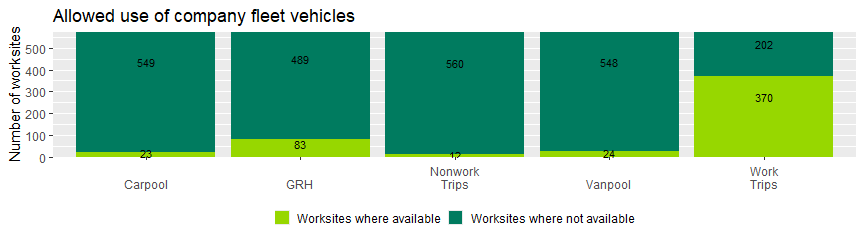 Allowed use of company fleet vehicles
Number of worksites
500
400
300
200
100
0
549
489
560
548
202
23
83
12
24
370
Carpool
GRH
Nonwork
Trips
Vanpool
Work
Trips
Worksites where available
Worksites where not available